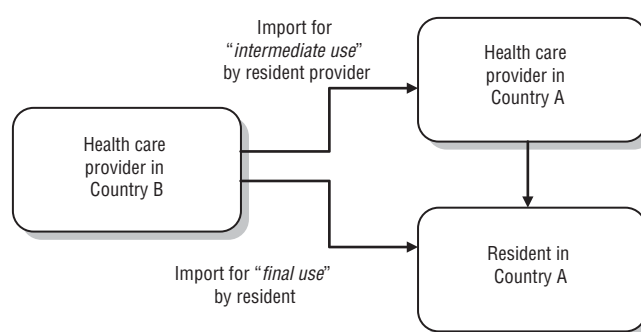 Import for
“intermediate use”
by resident provider
Health care
provider in
Country A
Health care
provider in
Country B
Resident in
Country A
Import for “final use”
by resident